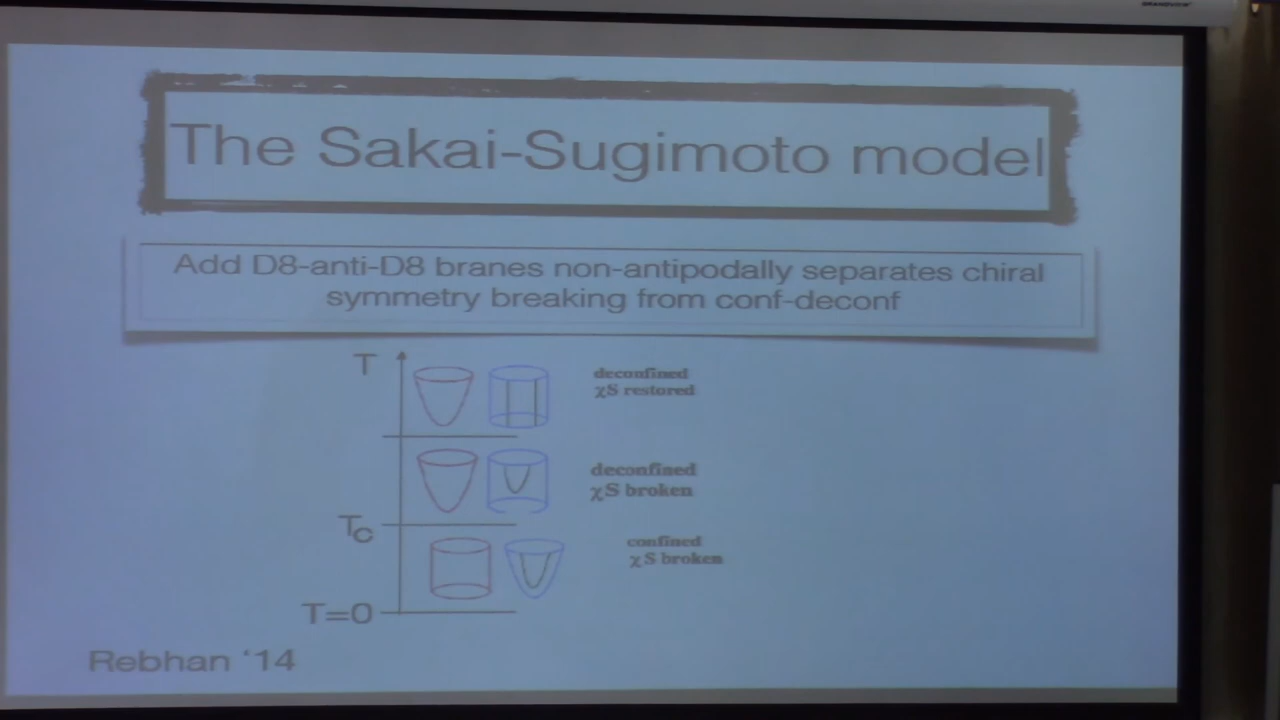 GRANDVIEW
The Sakai-Sugimoto model
Add D8-anti-D8 branes non-antipodally separates chiral
symmetry breaking from conf-deconf
T
deconfined
χS restored
deconfined
χS broken
Tc
confined
χS broken
T=0
Rebhan ‘14